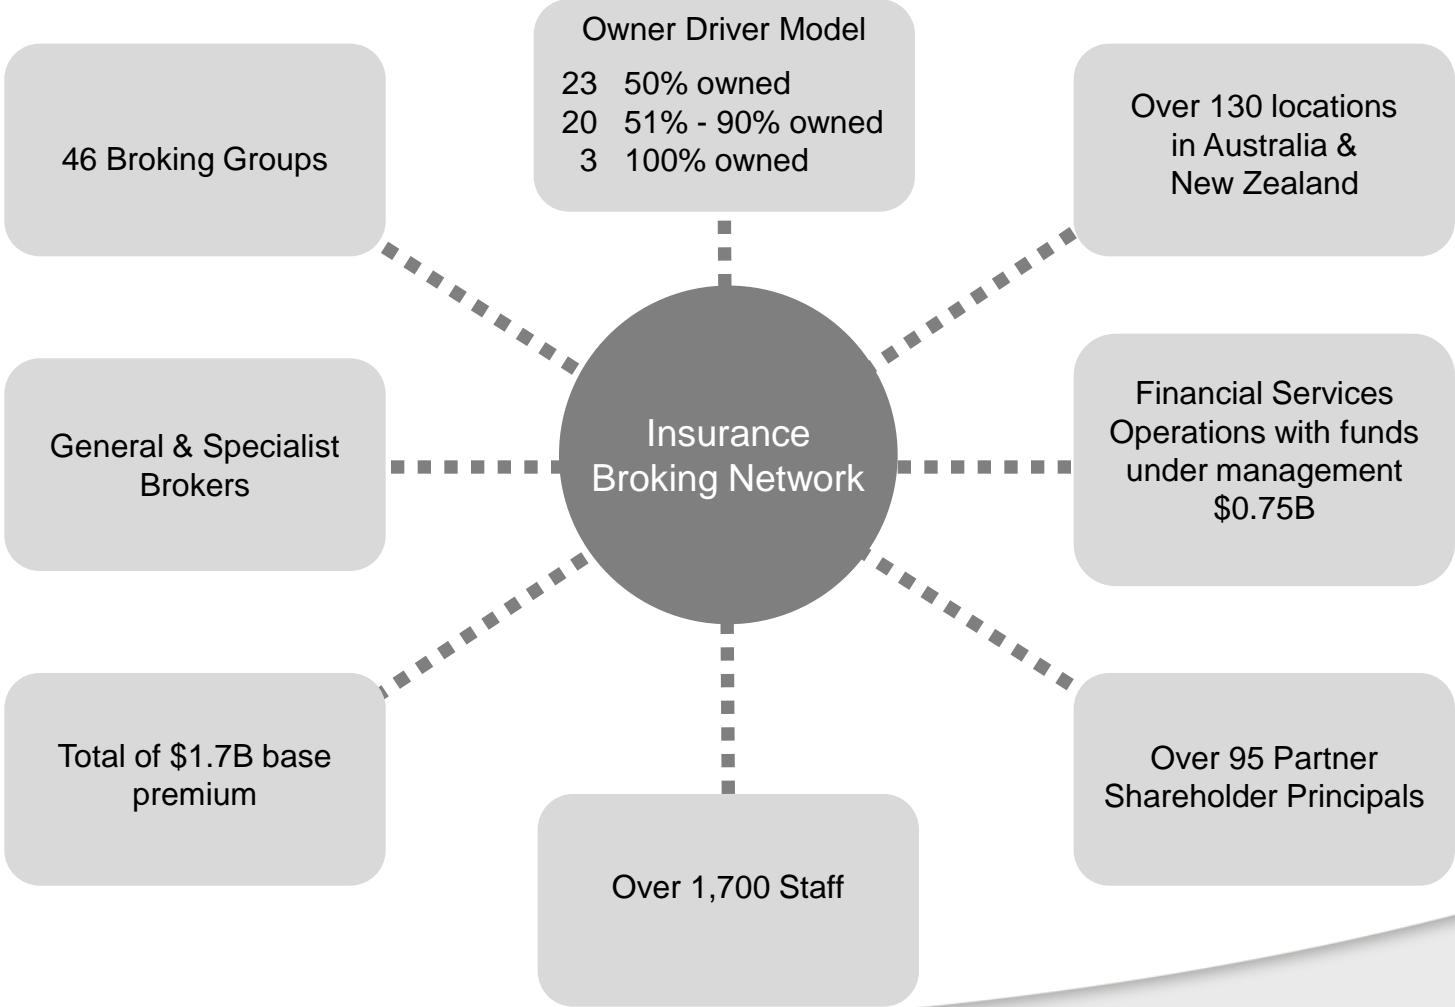 Owner Driver Model
23 50% owned
20 51% - 90% owned
3 100% owned
46 Broking Groups
Over 130 locations
in Australia &
New Zealand
General & Specialist
Brokers
Insurance
Broking Network
Financial Services
Operations with funds
under management
$0.75B
Total of $1.7B base
premium
Over 1,700 Staff
Over 95 Partner
Shareholder Principals